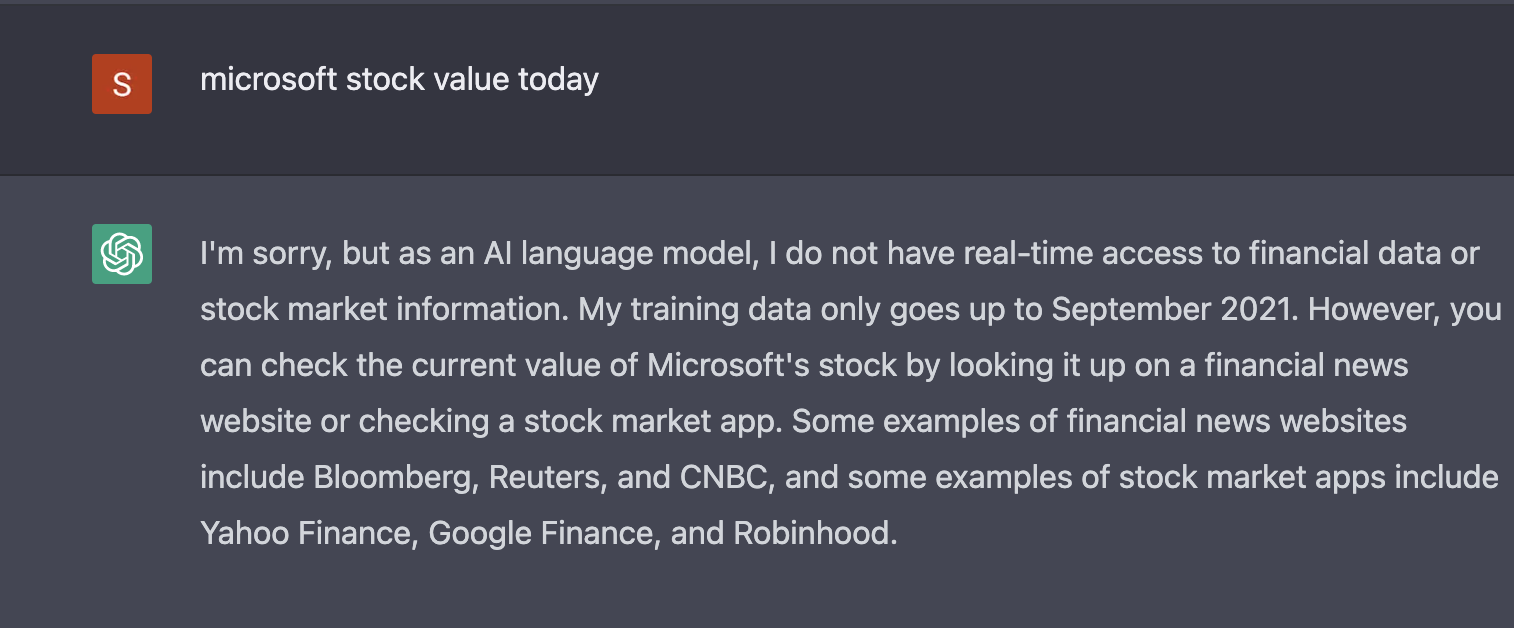 S
microsoft stock value today
I'm sorry, but as an AI language model, I do not have real-time access to financial data or
stock market information. My training data only goes up to September 2021. However, you
can check the current value of Microsoft's stock by looking it up on a financial news
website or checking a stock market app. Some examples of financial news websites
include Bloomberg, Reuters, and CNBC, and some examples of stock market apps include
Yahoo Finance, Google Finance, and Robinhood.